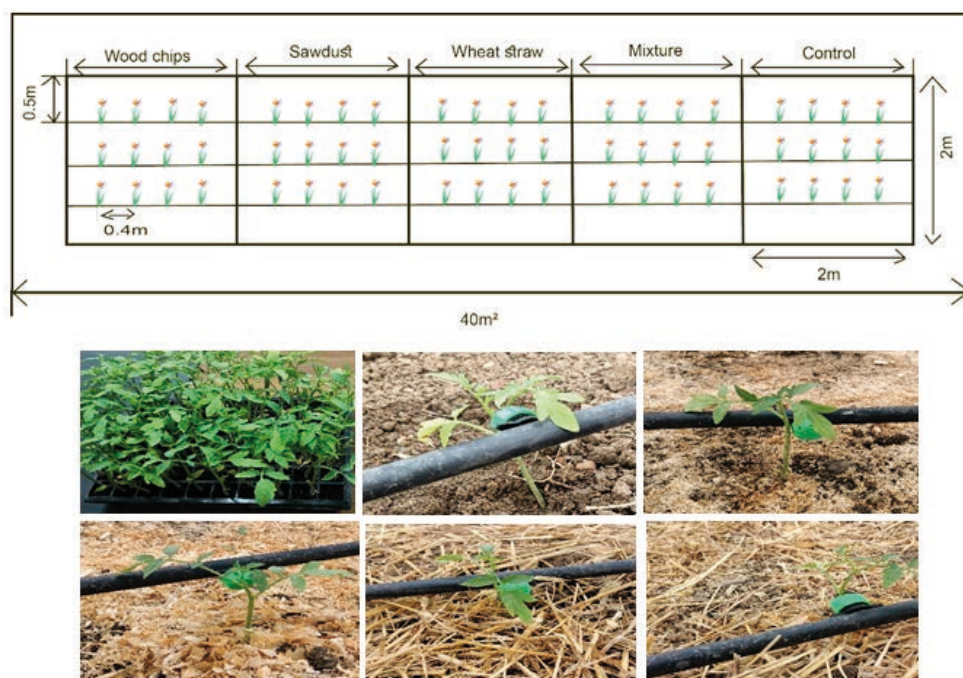 Wood chips
Sawdust
Wheat straw
Mixture
Control
0.5m
2m
0.4m
2m
40m²